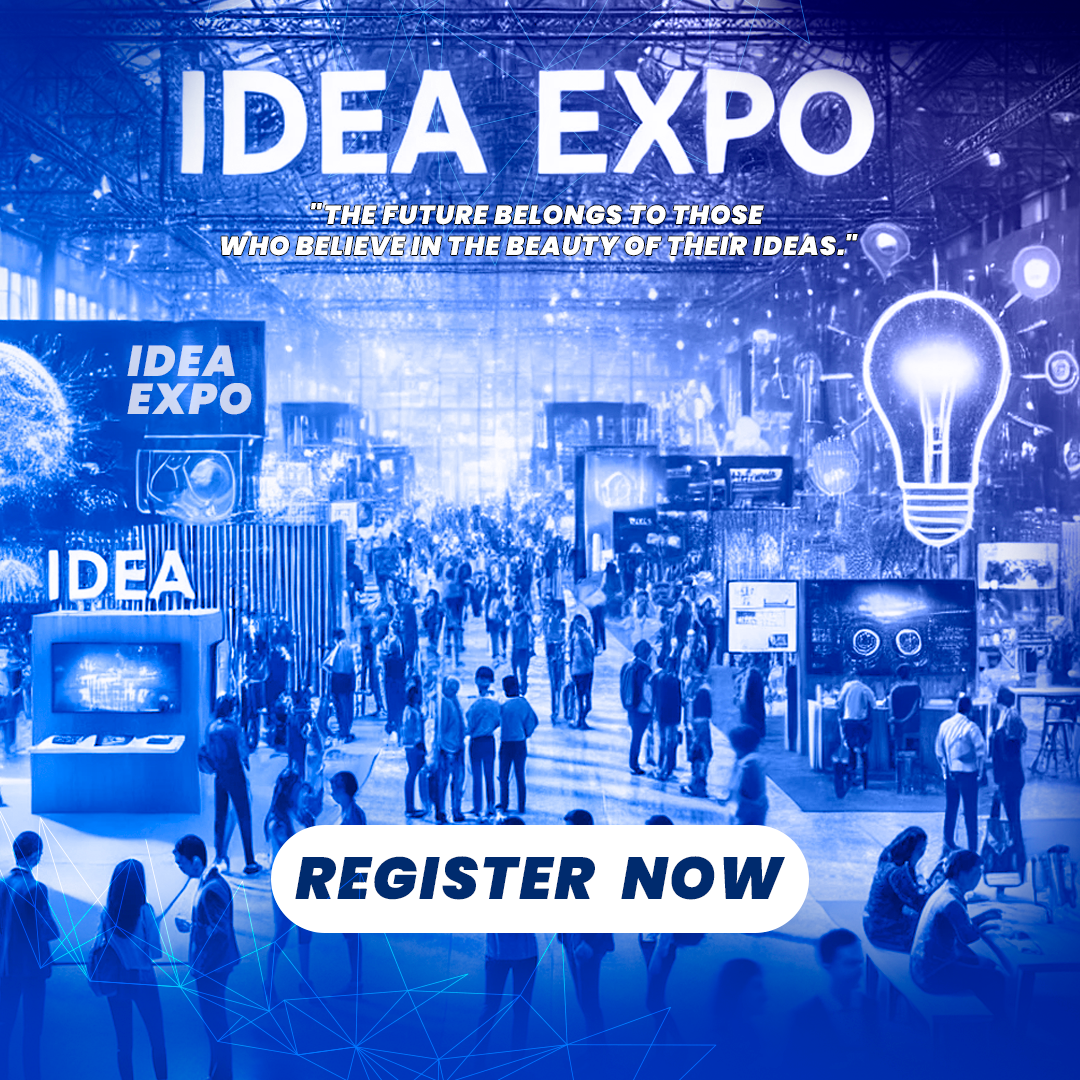 IDEA EXPO
"THE FUTURE BELONGS TO THOSE
WHO BELIEVE IN THE BEAUTY OF THEIR IDEAS."
IDEA
EXPO
IDEA
REGISTER NOW